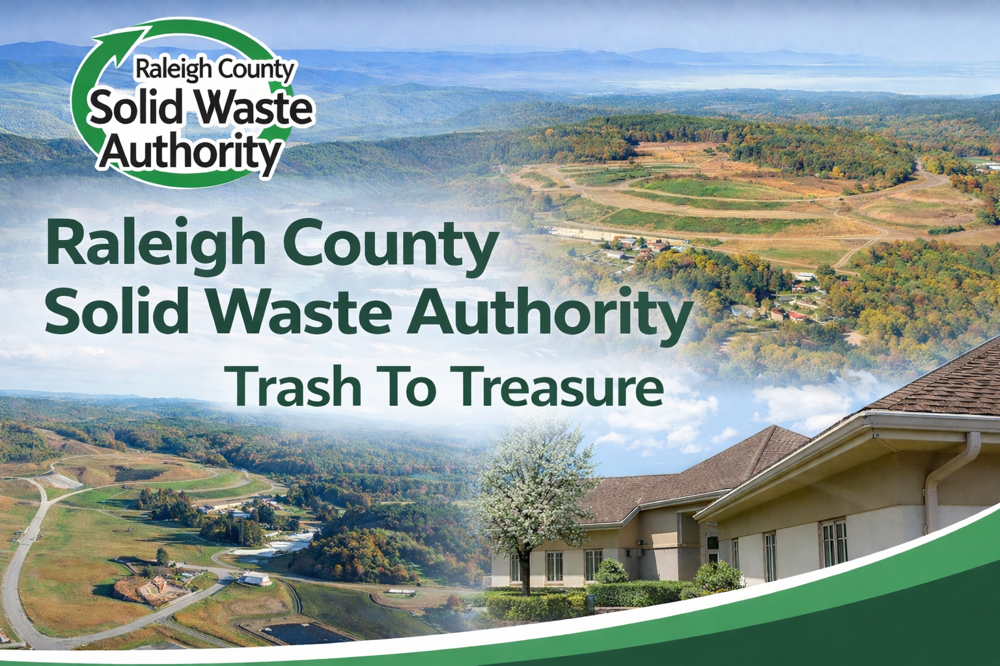 Raleigh County
Solid Waste
Authority
Raleigh County
Solid Waste Authority
Trash To Treasure